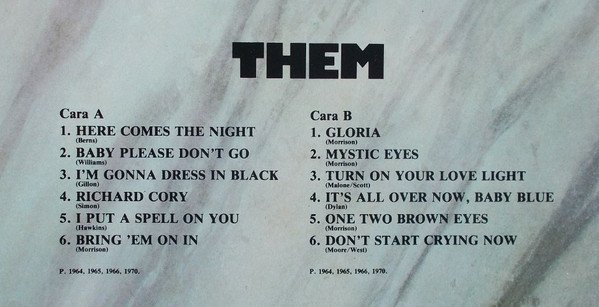 THEM
Cara A
1. HERE COMES THE NIGHT
(Berns)
2. BABY PLEASE DON'T GO
(Williams)
3. I'M GONNA DRESS IN BLACK
(Gillon)
4. RICHARD CORY
(Simon)
5. I PUT A SPELL ON YOU
(Hawkins)
6. BRING 'EM ON IN
(Morrison)
P. 1964, 1965, 1966, 1970.
Cara B
1. GLORIA
(Morrison)
2. MYSTIC EYES
(Morrison)
3. TURN ON YOUR LOVE LIGHT
(Malone/Scott)
4. IT'S ALL OVER NOW, BABY BLUE
(Dylan)
5. ONE TWO BROWN EYES
(Morrison)
6. DON'T START CRYING NOW
(Moore/West)
P. 1964, 1965, 1966, 1970.